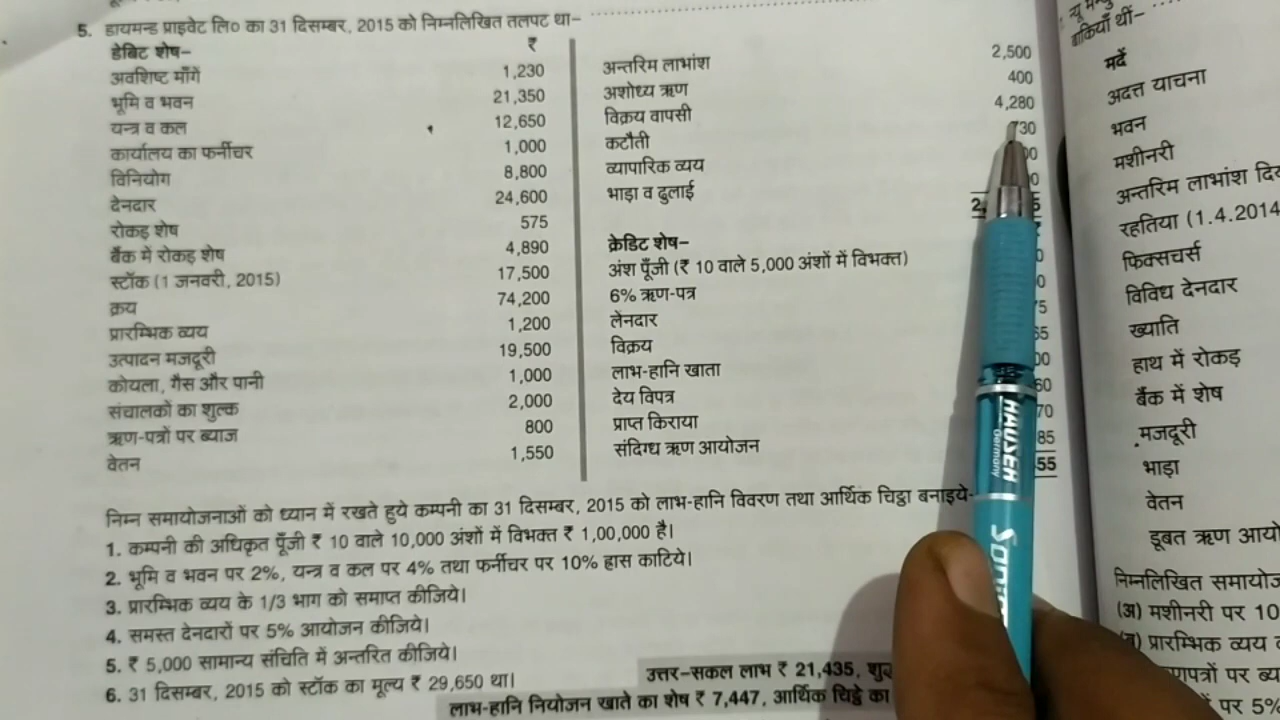 5. डायमन्ड प्राइवेट लि० का 31 दिसम्बर, 2015 को निम्नलिखित तलपट था–
डेबिट शेष– ₹
अवशिष्ट माँगें 1,230
भूमि व भवन 21,350
यन्त्र व कल 12,650
कार्यालय का फर्नीचर 1,000
विनियोग 8,800
देनदार 24,600
रोकड़ शेष 575
बैंक में रोकड़ शेष 4,890
स्टॉक (1 जनवरी, 2015) 17,500
क्रय 74,200
प्रारम्भिक व्यय 1,200
उत्पादन मजदूरी 19,500
कोयला, गैस और पानी 1,000
संचालकों का शुल्क 2,000
ऋण-पत्रों पर ब्याज 800
वेतन 1,550
अन्तरिम लाभांश 2,500
अशोध्य ऋण 400
विक्रय वापसी 4,280
कटौती 730
व्यापारिक व्यय
भाड़ा व ढुलाई
क्रेडिट शेष–
अंश पूँजी (₹ 10 वाले 5,000 अंशों में विभक्त)
6% ऋण-पत्र
लेनदार
विक्रय
लाभ-हानि खाता
देय विपत्र
प्राप्त किराया
संदिग्ध ऋण आयोजन
निम्न समायोजनाओं को ध्यान में रखते हुये कम्पनी का 31 दिसम्बर, 2015 को लाभ-हानि विवरण तथा आर्थिक चिट्ठा बनाइये-
1. कम्पनी की अधिकृत पूँजी ₹ 10 वाले 10,000 अंशों में विभक्त ₹ 1,00,000 है।
2. भूमि व भवन पर 2%, यन्त्र व कल पर 4% तथा फर्नीचर पर 10% ह्रास काटिये।
3. प्रारम्भिक व्यय के 1/3 भाग को समाप्त कीजिये।
4. समस्त देनदारों पर 5% आयोजन कीजिये।
5. ₹ 5,000 सामान्य संचिति में अन्तरित कीजिये।
6. 31 दिसम्बर, 2015 को स्टॉक का मूल्य ₹ 29,650 था।
उत्तर–सकल लाभ ₹ 21,435,
लाभ-हानि नियोजन खाते का शेष ₹ 7,447, आर्थिक चिट्ठे का
HAUSER
Germany
बाकियाँ थीं-
मदें
अदत्त याचना
भवन
मशीनरी
अन्तरिम लाभांश
रहतिया (1.4.2014
फिक्सचर्स
विविध देनदार
ख्याति
हाथ में रोकड़
बैंक में शेष
मजदूरी
भाड़ा
वेतन
डूबत ऋण
निम्नलिखित
(अ) मशीनरी पर 10
प्रारम्भिक व्यय
पर 5%